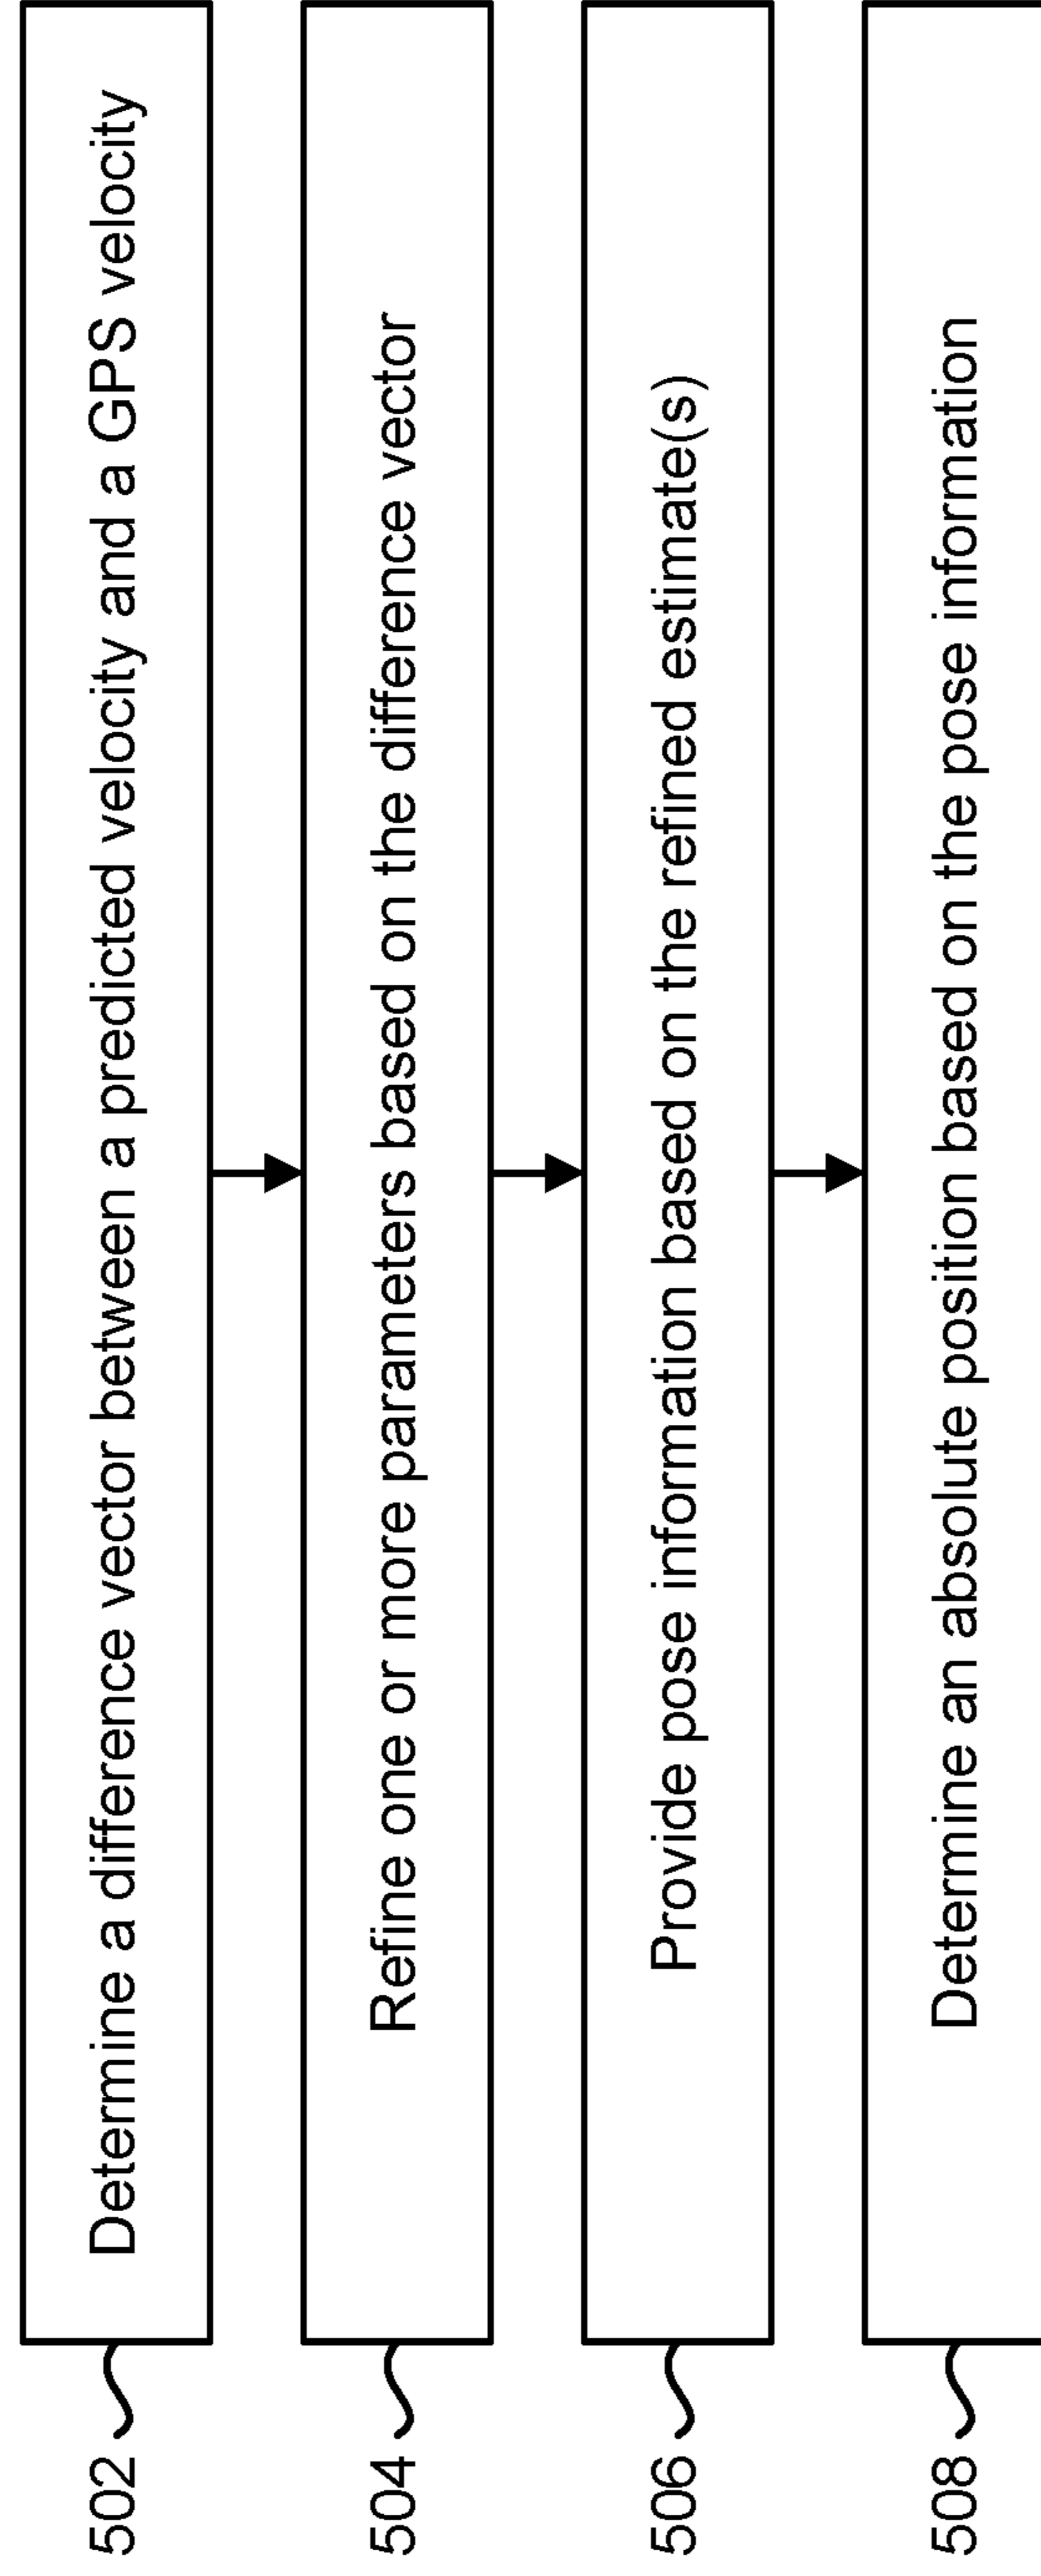 502 Determine a difference vector between a predicted velocity and a GPS velocity
504 Refine one or more parameters based on the difference vector
506 Provide pose information based on the refined estimate(s)
508 Determine an absolute position based on the pose information